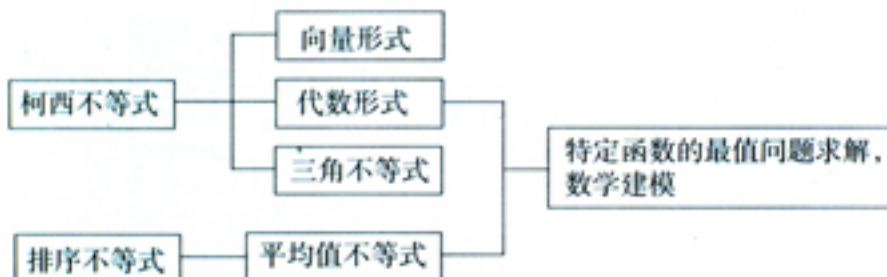 向量形式
柯西不等式
代数形式
三角不等式
特定函数的最值问题求解，
数学建模
排序不等式
平均值不等式